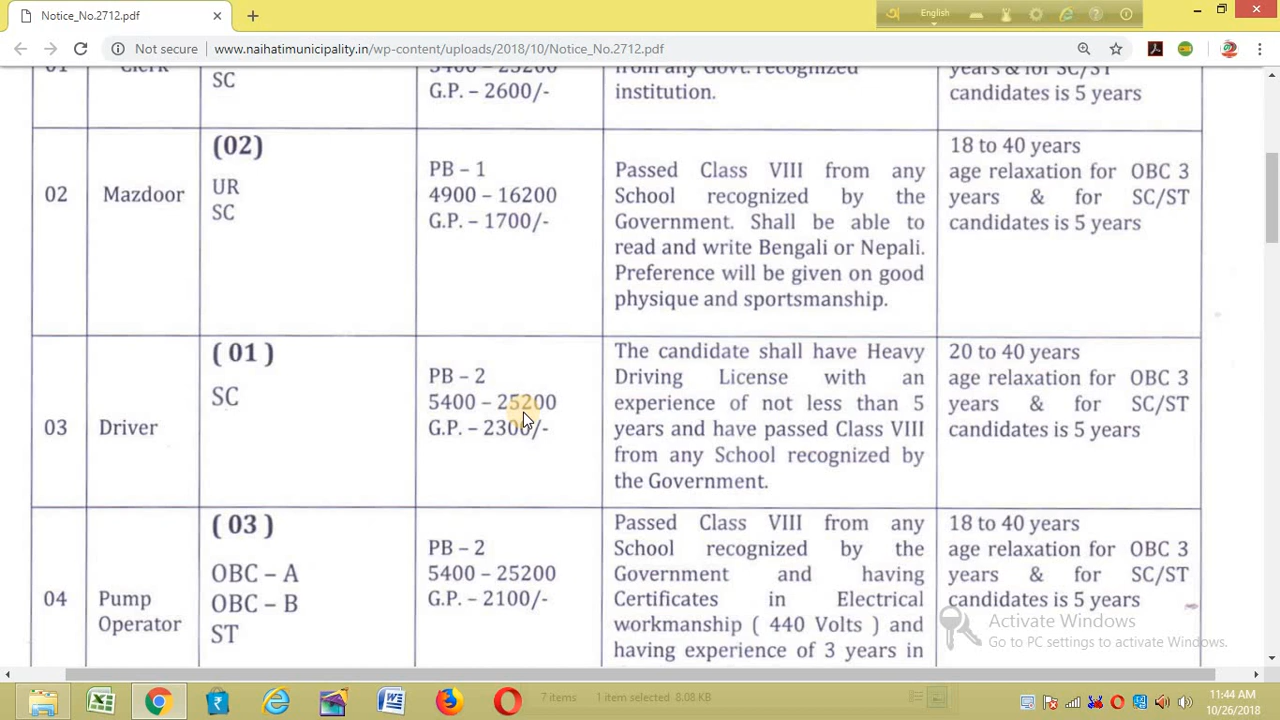 Notice_No.2712.pdf
English
Not secure
www.naihatimunicipality.in/wp-content/uploads/2018/10/Notice_No.2712.pdf
01
Clerk
SC
5400 – 25200
G.P. – 2600/-
from any Govt. recognized
institution.
years & for SC/ST
candidates is 5 years
02
Mazdoor
(02)
UR
SC
PB – 1
4900 – 16200
G.P. – 1700/-
Passed Class VIII from any
School recognized by the
Government. Shall be able to
read and write Bengali or Nepali.
Preference will be given on good
physique and sportsmanship.
18 to 40 years
age relaxation for OBC 3
years & for SC/ST
candidates is 5 years
03
Driver
( 01 )
SC
PB – 2
5400 – 25200
G.P. – 2300/-
The candidate shall have Heavy
Driving License with an
experience of not less than 5
years and have passed Class VIII
from any School recognized by
the Government.
20 to 40 years
age relaxation for OBC 3
years & for SC/ST
candidates is 5 years
04
Pump
Operator
( 03 )
OBC – A
OBC – B
ST
PB – 2
5400 – 25200
G.P. – 2100/-
Passed Class VIII from any
School recognized by the
Government and having
Certificates in Electrical
workmanship ( 440 Volts ) and
having experience of 3 years in
18 to 40 years
age relaxation for OBC 3
years & for SC/ST
candidates is 5 years
Activate Windows
Go to PC settings to activate Windows.
7 items
1 item selected 8.08 KB
11:44 AM
10/26/2018